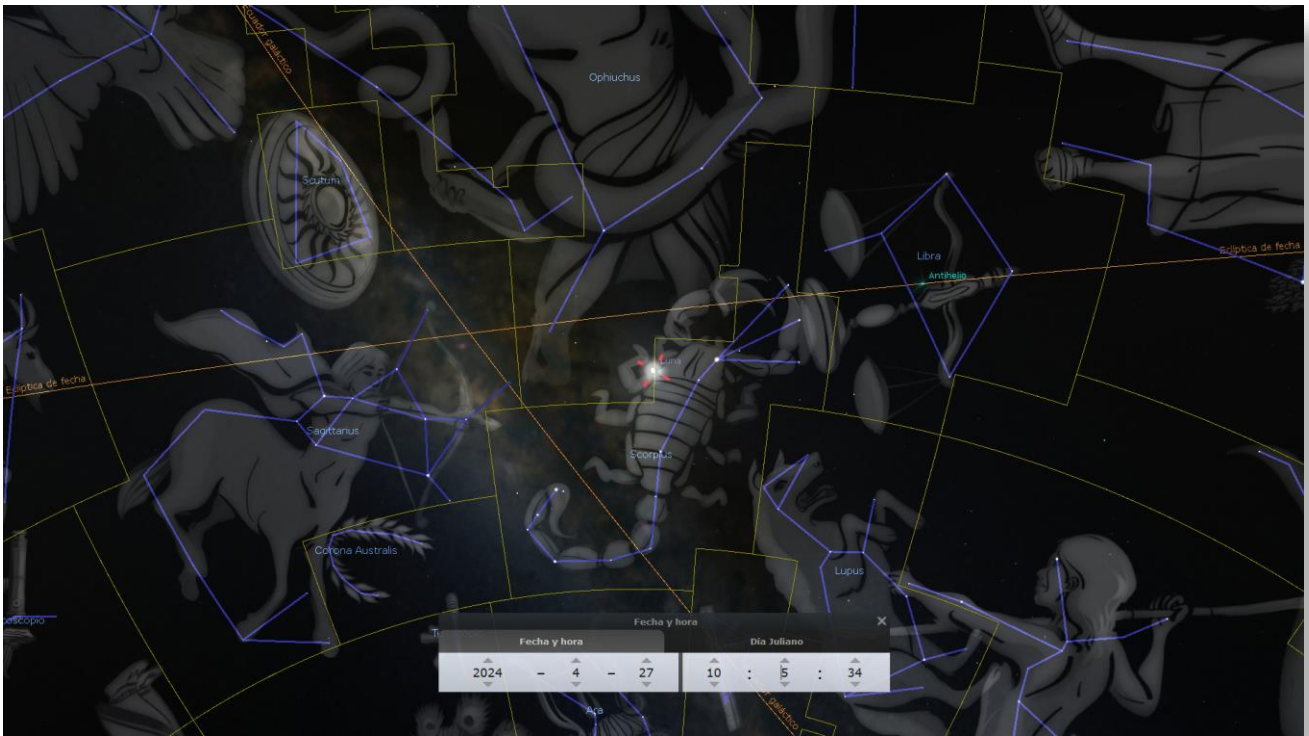 Ecuador galáctico
Ophiuchus
Scutum
Eclíptica de fecha
Libra
Antihelio
Luna
Eclíptica de fecha
Sagittarius
Scorpius
Corona Australis
Lupus
Fecha y hora
Fecha y hora
Día Juliano
2024 - 4 - 27 10 : 5 : 34
galáctico
Ara